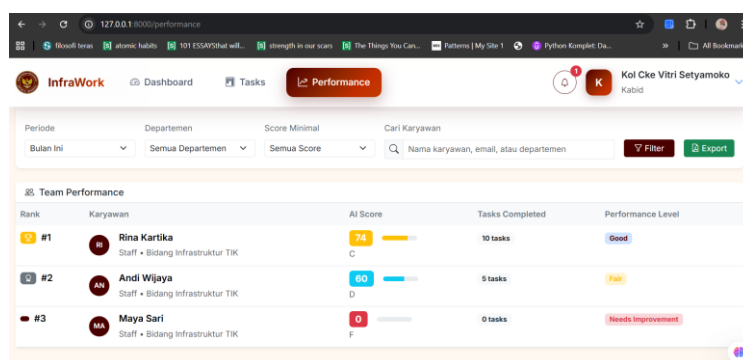 127.0.0.1:8000/performance
filosofi teras
atomic habits
101 ESSAYSthat will...
strength in our scars
The Things You Can...
Patterns | My Site 1
Python Komplet: Da...
»
All Bookmark
InfraWork
Dashboard
Tasks
Performance
1
K
Kol Cke Vitri Setyamoko
Kabid
Periode
Departemen
Score Minimal
Cari Karyawan
Bulan Ini
Semua Departemen
Semua Score
Nama karyawan, email, atau departemen
Filter
Export
Team Performance
Rank
Karyawan
AI Score
Tasks Completed
Performance Level
#1
RI
Rina Kartika
Staff • Bidang Infrastruktur TIK
74
C
10 tasks
Good
#2
AN
Andi Wijaya
Staff • Bidang Infrastruktur TIK
60
D
5 tasks
Fair
#3
MA
Maya Sari
Staff • Bidang Infrastruktur TIK
0
F
0 tasks
Needs Improvement